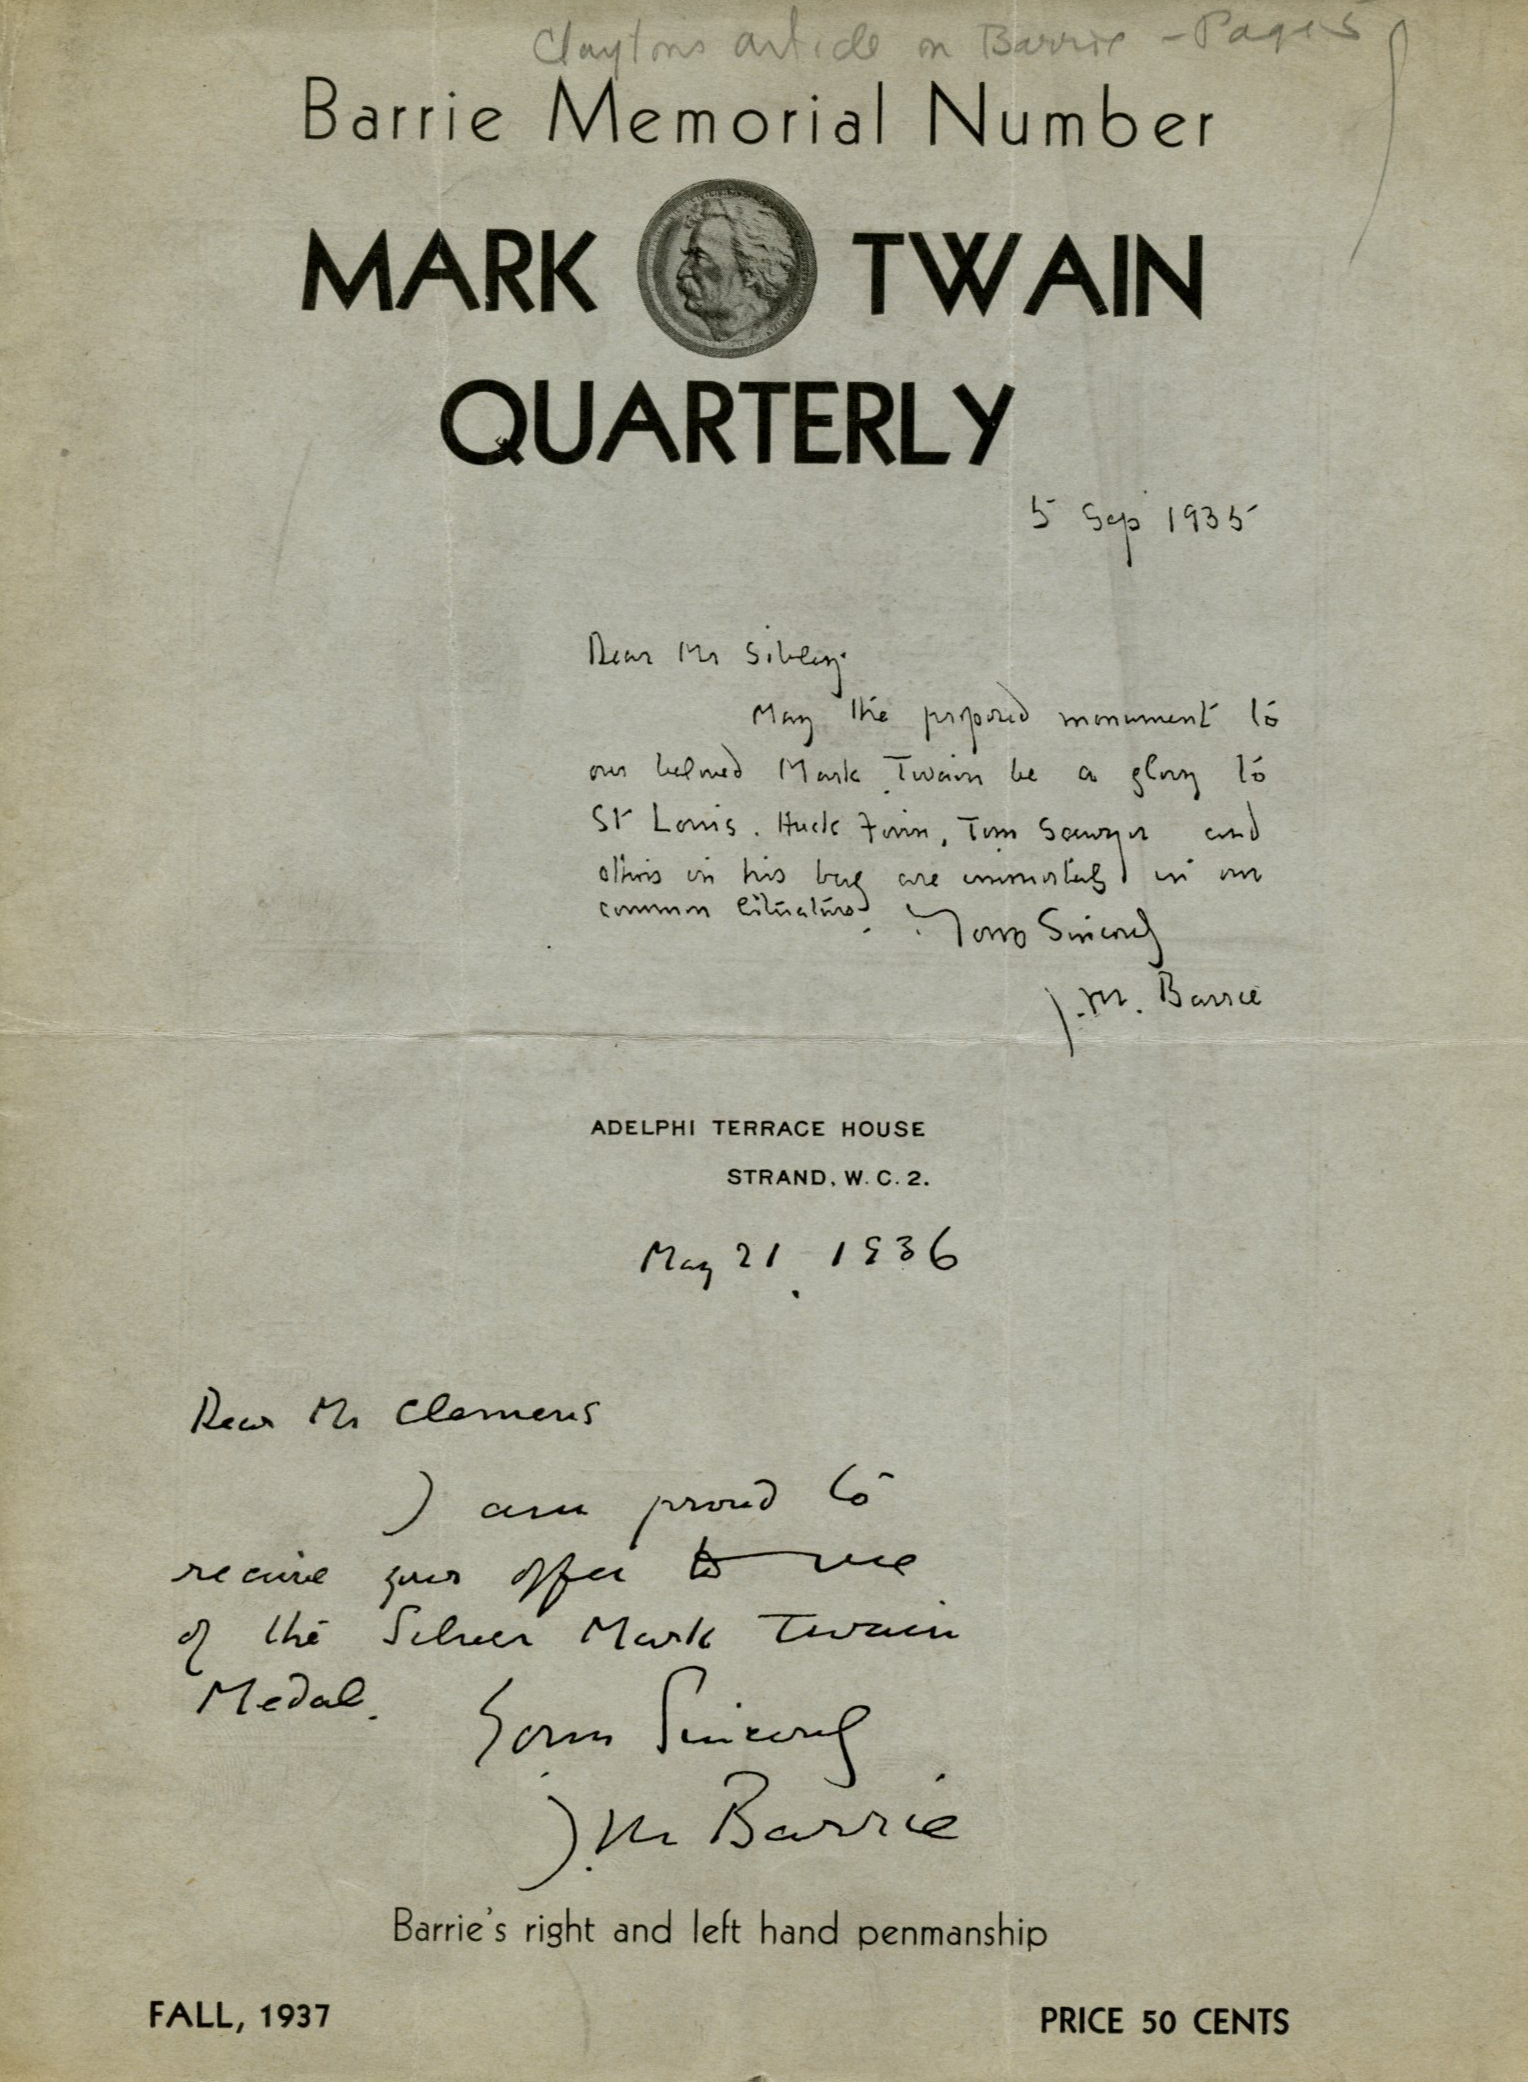 Claytons article on Barrie - Page 5
Barrie Memorial Number
MARK TWAIN
QUARTERLY
5 Sep 1935
Dear Mr Sibley
May the proposed monument to
our beloved Mark Twain be a glory to
St Louis. Huck Finn, Tom Sawyer and
others in his bag are immortals in our
common literature. Yours Sincerely
J. M. Barrie
ADELPHI TERRACE HOUSE
STRAND, W. C. 2.
May 21. 1936
Dear Mr Clemens
I am proud to
receive your offer to me
of the Silver Mark Twain
Medal.
Yours Sincerely
J. M Barrie
Barrie's right and left hand penmanship
FALL, 1937
PRICE 50 CENTS